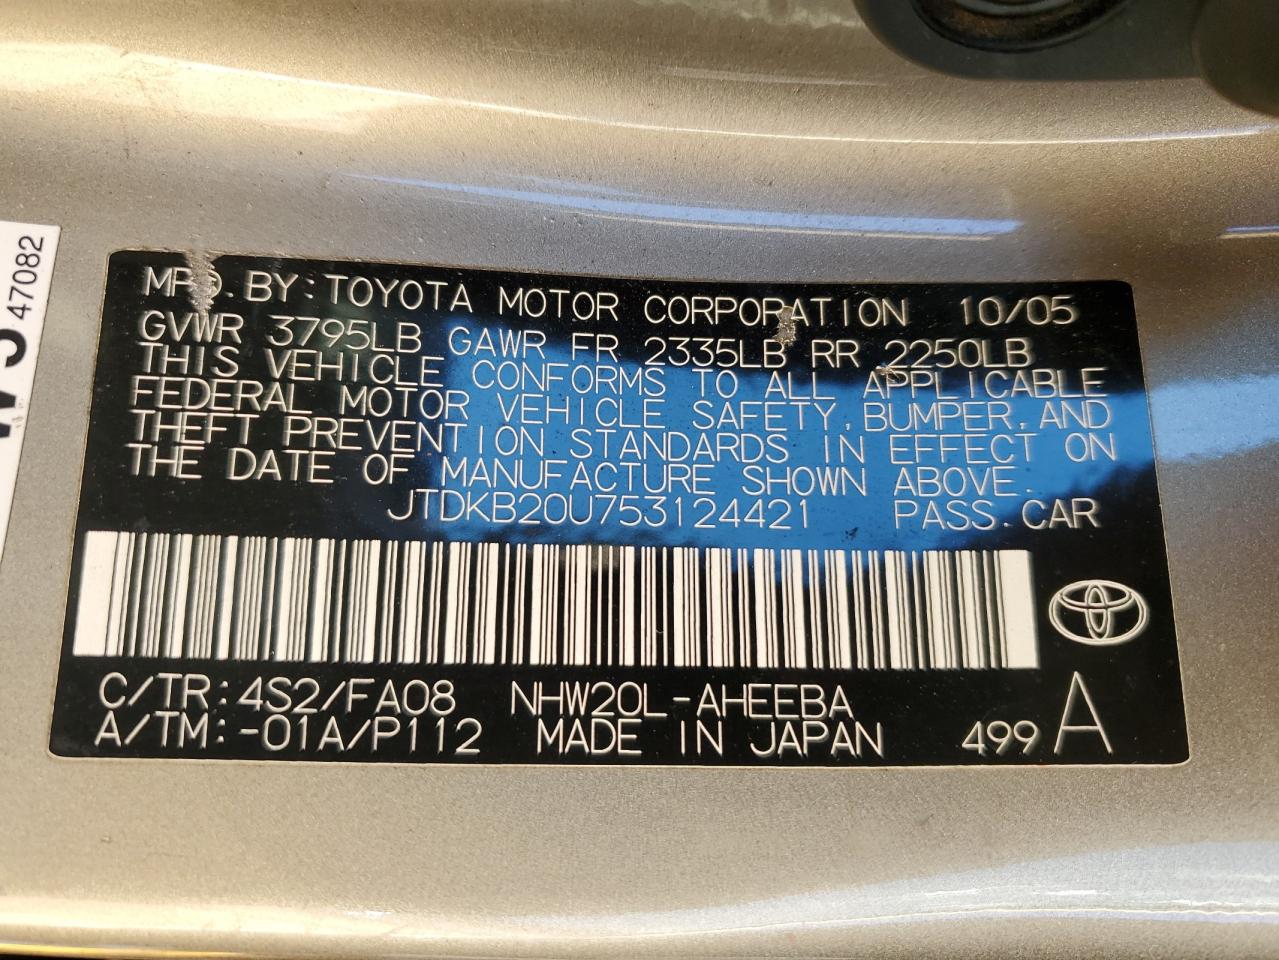 47082
MFD. BY: TOYOTA MOTOR CORPORATION 10/05
GVWR 3795LB GAWR FR 2335LB RR 2250LB
THIS VEHICLE CONFORMS TO ALL APPLICABLE
FEDERAL MOTOR VEHICLE SAFETY, BUMPER, AND
THEFT PREVENTION STANDARDS IN EFFECT ON
THE DATE OF MANUFACTURE SHOWN ABOVE.
JTDKB20U753124421 PASS. CAR
C/TR: 4S2/FA08 NHW20L-AHEEBA
A/TM: -01A/P112 MADE IN JAPAN 499 A